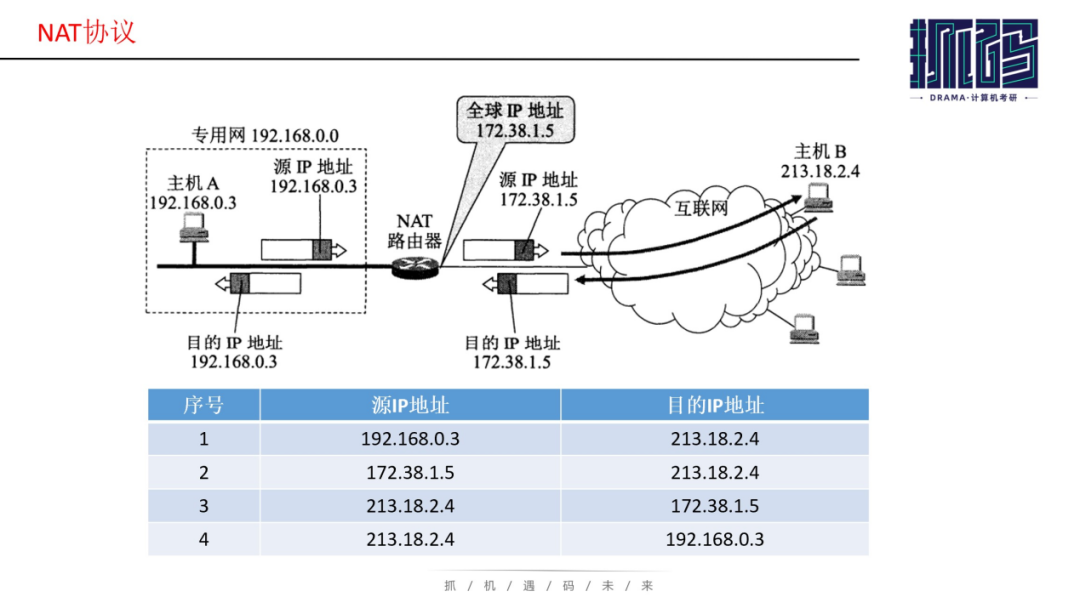 NAT协议
抓码
DRAMA·计算机考研
全球 IP 地址
172.38.1.5
专用网 192.168.0.0
主机 A
192.168.0.3
源 IP 地址
192.168.0.3
NAT
路由器
源 IP 地址
172.38.1.5
互联网
主机 B
213.18.2.4
目的 IP 地址
192.168.0.3
目的 IP 地址
172.38.1.5
序号 源IP地址 目的IP地址
1 192.168.0.3 213.18.2.4
2 172.38.1.5 213.18.2.4
3 213.18.2.4 172.38.1.5
4 213.18.2.4 192.168.0.3
抓 / 机 / 遇 / 码 / 未 / 来